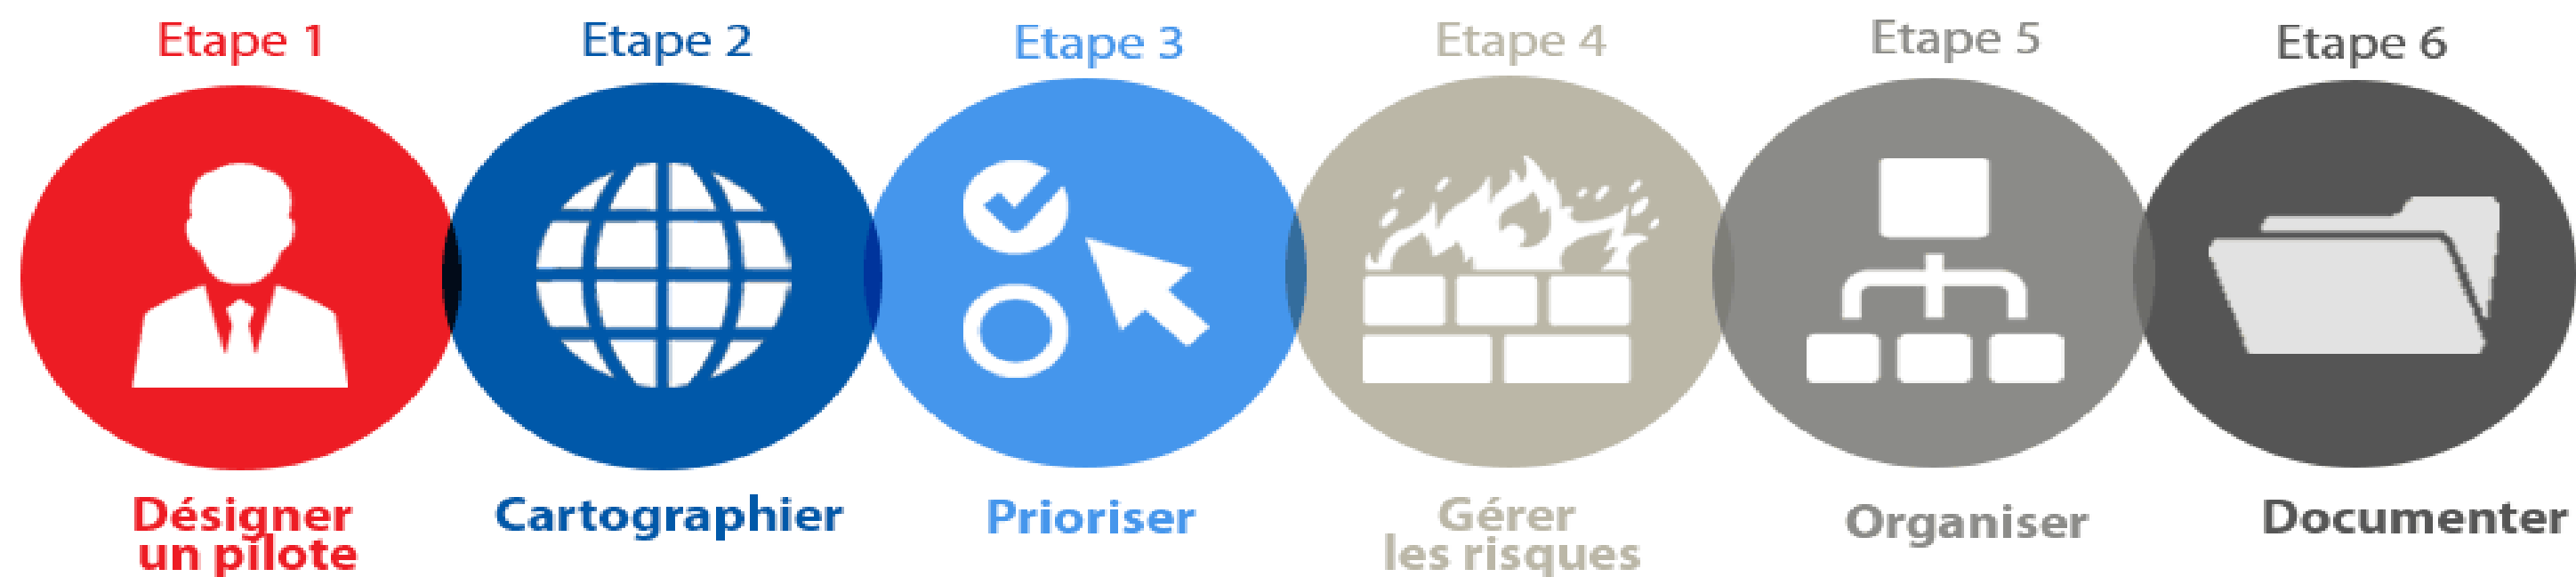 Etape 1
Etape 2
Etape 3
Etape 4
Etape 5
Etape 6
Désigner
un pilote
Cartographier
Prioriser
Gérer
les risques
Organiser
Documenter